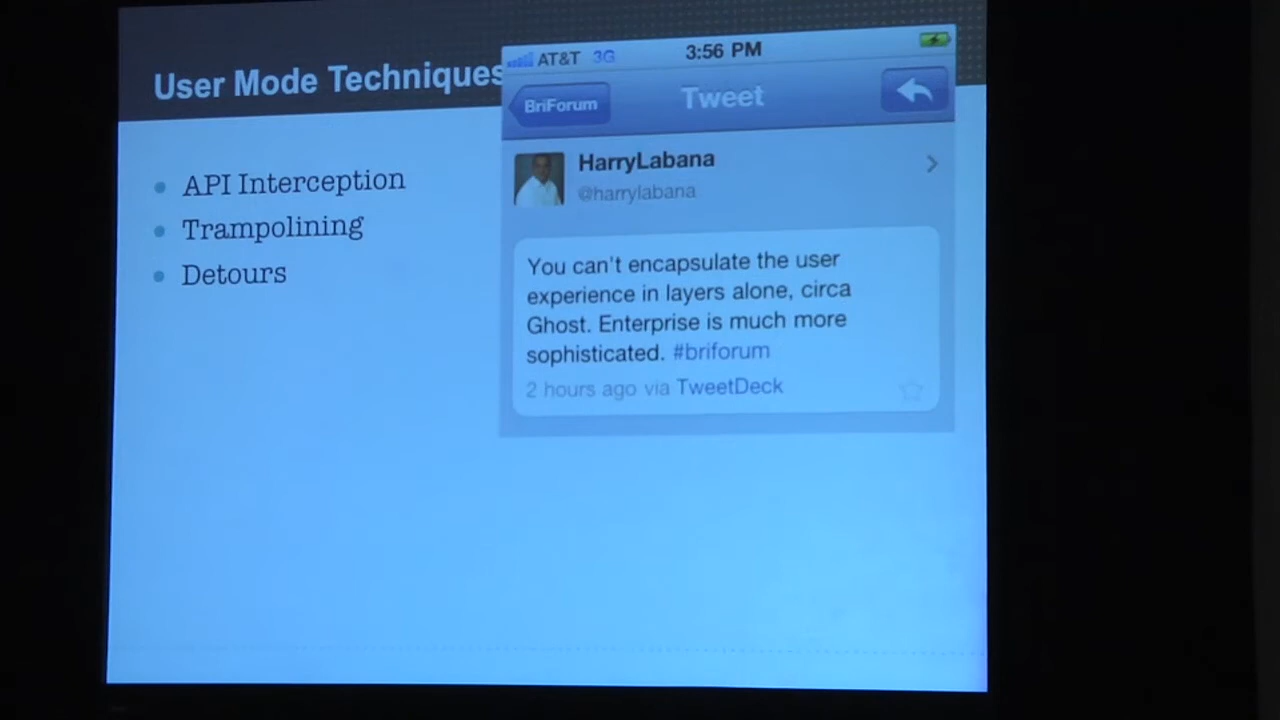 User Mode Techniques
API Interception
Trampolining
Detours
AT&T 3G 3:56 PM
BriForum Tweet
HarryLabana
@harrylabana
You can't encapsulate the user
experience in layers alone, circa
Ghost. Enterprise is much more
sophisticated. #briforum
2 hours ago via TweetDeck